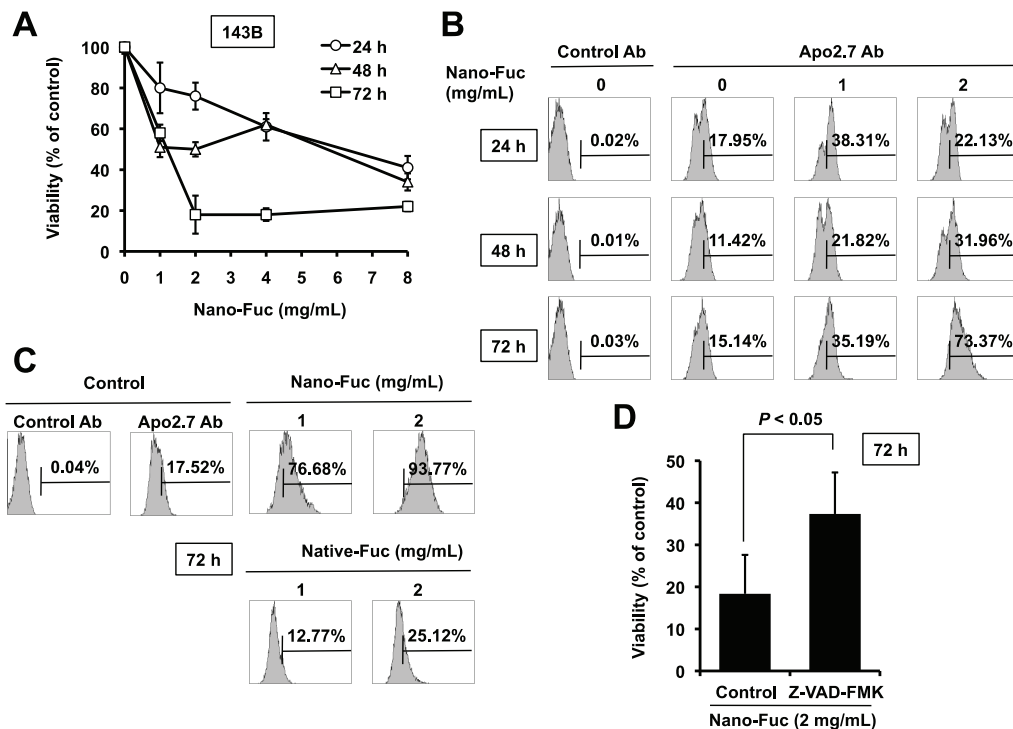 A
143B
24 h
48 h
72 h
Viability (% of control)
100
80
60
40
20
0
0 1 2 3 4 5 6 7 8
Nano-Fuc (mg/mL)
B
Control Ab Apo2.7 Ab
Nano-Fuc
(mg/mL)
0 0 1 2
24 h 0.02% 17.95% 38.31% 22.13%
48 h 0.01% 11.42% 21.82% 31.96%
72 h 0.03% 15.14% 35.19% 73.37%
C
Control Nano-Fuc (mg/mL)
Control Ab Apo2.7 Ab 1 2
0.04% 17.52% 76.68% 93.77%
72 h
Native-Fuc (mg/mL)
1 2
12.77% 25.12%
D
P < 0.05
72 h
Viability (% of control)
50
40
30
20
10
0
Control Z-VAD-FMK
Nano-Fuc (2 mg/mL)